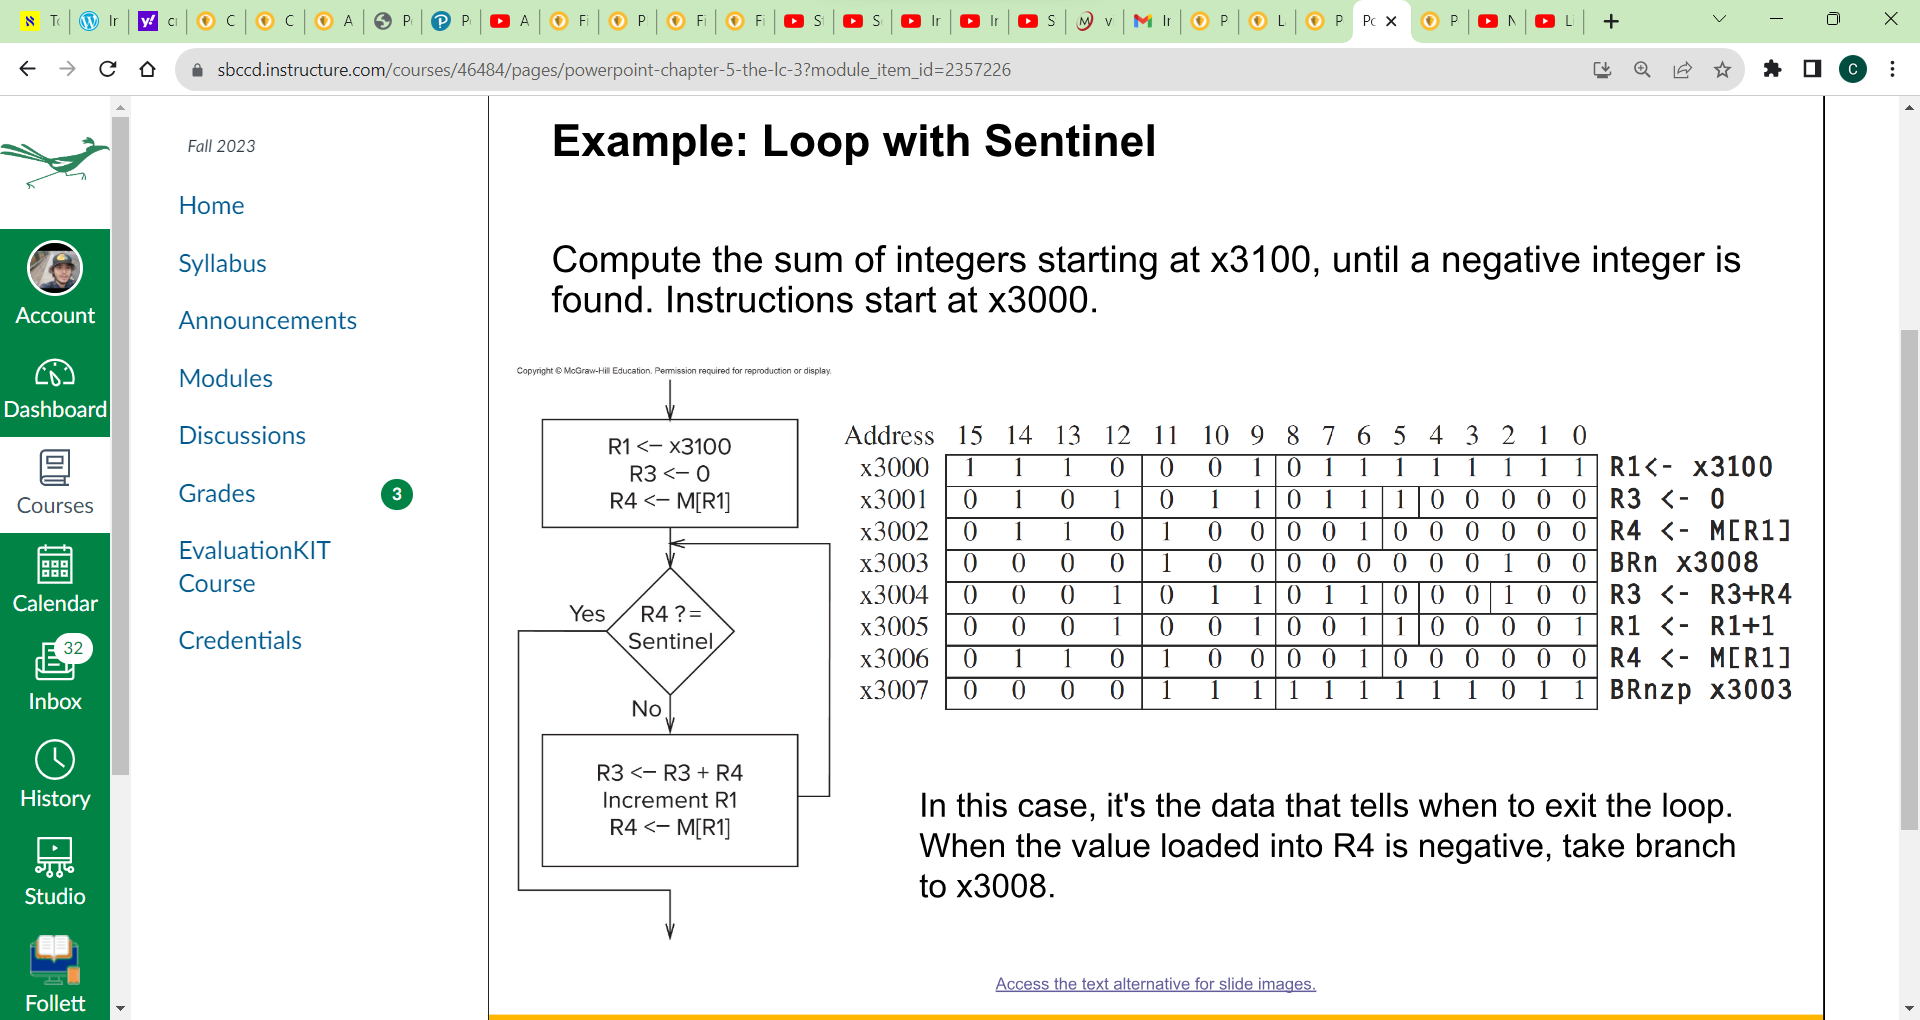 sbccd.instructure.com/courses/46484/pages/powerpoint-chapter-5-the-lc-3?module_item_id=2357226
C
Account
Dashboard
Courses
Calendar
32
Inbox
History
Studio
Follett
Fall 2023
Home
Syllabus
Announcements
Modules
Discussions
Grades 3
EvaluationKIT
Course
Credentials
Example: Loop with Sentinel
Compute the sum of integers starting at x3100, until a negative integer is
found. Instructions start at x3000.
Copyright © McGraw-Hill Education. Permission required for reproduction or display.
R1 <– x3100
R3 <– 0
R4 <– M[R1]
Yes
R4 ?=
Sentinel
No
R3 <– R3 + R4
Increment R1
R4 <– M[R1]
Address 15 14 13 12 11 10 9 8 7 6 5 4 3 2 1 0
x3000 1 1 1 0 0 0 1 0 1 1 1 1 1 1 1 1 R1<- x3100
x3001 0 1 0 1 0 1 1 0 1 1 1 0 0 0 0 0 R3 <- 0
x3002 0 1 1 0 1 0 0 0 0 1 0 0 0 0 0 0 R4 <- M[R1]
x3003 0 0 0 0 1 0 0 0 0 0 0 0 0 1 0 0 BRn x3008
x3004 0 0 0 1 0 1 1 0 1 1 0 0 0 1 0 0 R3 <- R3+R4
x3005 0 0 0 1 0 0 1 0 0 1 1 0 0 0 0 1 R1 <- R1+1
x3006 0 1 1 0 1 0 0 0 0 1 0 0 0 0 0 0 R4 <- M[R1]
x3007 0 0 0 0 1 1 1 1 1 1 1 1 1 0 1 1 BRnzp x3003
In this case, it's the data that tells when to exit the loop.
When the value loaded into R4 is negative, take branch
to x3008.
Access the text alternative for slide images.